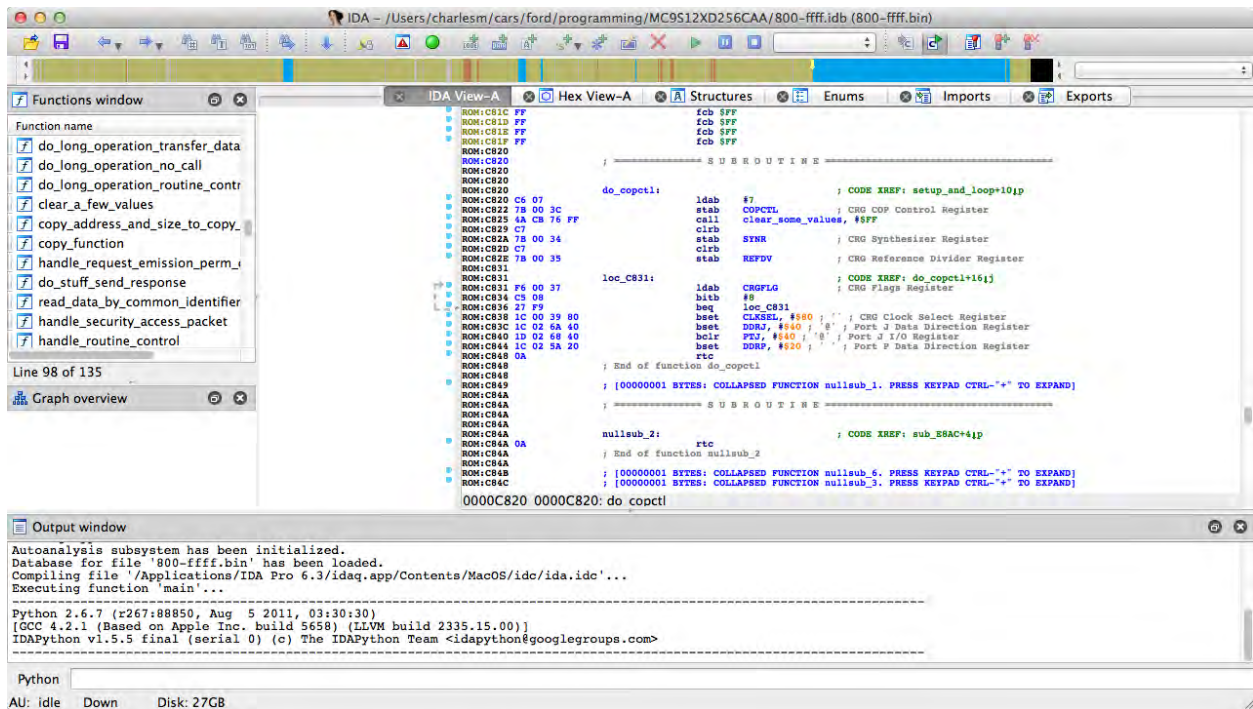 IDA - /Users/charlesm/cars/ford/programming/MC9S12XD256CAA/800-ffff.idb (800-ffff.bin)
Functions window
IDA View-A
Hex View-A
Structures
Enums
Imports
Exports
Function name
do_long_operation_transfer_data
do_long_operation_no_call
do_long_operation_routine_contr
clear_a_few_values
copy_address_and_size_to_copy_
copy_function
handle_request_emission_perm_
do_stuff_send_response
read_data_by_common_identifier
handle_security_access_packet
handle_routine_control
Line 98 of 135
Graph overview
ROM:C81C FF fcb $FF
ROM:C81D FF fcb $FF
ROM:C81E FF fcb $FF
ROM:C81F FF fcb $FF
ROM:C820
ROM:C820 ; =============== S U B R O U T I N E =======================================
ROM:C820
ROM:C820
ROM:C820 do_copctl: ; CODE XREF: setup_and_loop+10↓p
ROM:C820 C6 07 ldab #7
ROM:C822 7B 00 3C stab COPCTL ; CRG COP Control Register
ROM:C825 4A CB 76 FF call clear_some_values, #$FF
ROM:C829 C7 clrb
ROM:C82A 7B 00 34 stab SYNR ; CRG Synthesizer Register
ROM:C82D C7 clrb
ROM:C82E 7B 00 35 stab REFDV ; CRG Reference Divider Register
ROM:C831
ROM:C831 loc_C831: ; CODE XREF: do_copctl+16↓j
ROM:C831 F6 00 37 ldab CRGFLG ; CRG Flags Register
ROM:C834 C5 08 bitb #8
ROM:C836 27 F9 beq loc_C831
ROM:C838 1C 00 39 80 bset CLKSEL, #$80 ; '' ; CRG Clock Select Register
ROM:C83C 1C 02 6A 40 bset DDRJ, #$40 ; '@' ; Port J Data Direction Register
ROM:C840 1D 02 68 40 bclr PTJ, #$40 ; '@' ; Port J I/O Register
ROM:C844 1C 02 5A 20 bset DDRP, #$20 ; ' ' ; Port P Data Direction Register
ROM:C848 0A rtc
ROM:C848 ; End of function do_copctl
ROM:C848
ROM:C849 ; [00000001 BYTES: COLLAPSED FUNCTION nullsub_1. PRESS KEYPAD CTRL-"+" TO EXPAND]
ROM:C84A
ROM:C84A ; =============== S U B R O U T I N E =======================================
ROM:C84A
ROM:C84A
ROM:C84A nullsub_2: ; CODE XREF: sub_E8AC+4↓p
ROM:C84A 0A rtc
ROM:C84A ; End of function nullsub_2
ROM:C84A
ROM:C84B ; [00000001 BYTES: COLLAPSED FUNCTION nullsub_6. PRESS KEYPAD CTRL-"+" TO EXPAND]
ROM:C84C ; [00000001 BYTES: COLLAPSED FUNCTION nullsub_3. PRESS KEYPAD CTRL-"+" TO EXPAND]
0000C820 0000C820: do_copctl
Output window
Autoanalysis subsystem has been initialized.
Database for file '800-ffff.bin' has been loaded.
Compiling file '/Applications/IDA Pro 6.3/idaq.app/Contents/MacOS/idc/ida.idc'...
Executing function 'main'...
Python 2.6.7 (r267:88850, Aug 5 2011, 03:30:30)
[GCC 4.2.1 (Based on Apple Inc. build 5658) (LLVM build 2335.15.00)]
IDAPython v1.5.5 final (serial 0) (c) The IDAPython Team <idapython@googlegroups.com>
Python
AU: idle Down Disk: 27GB